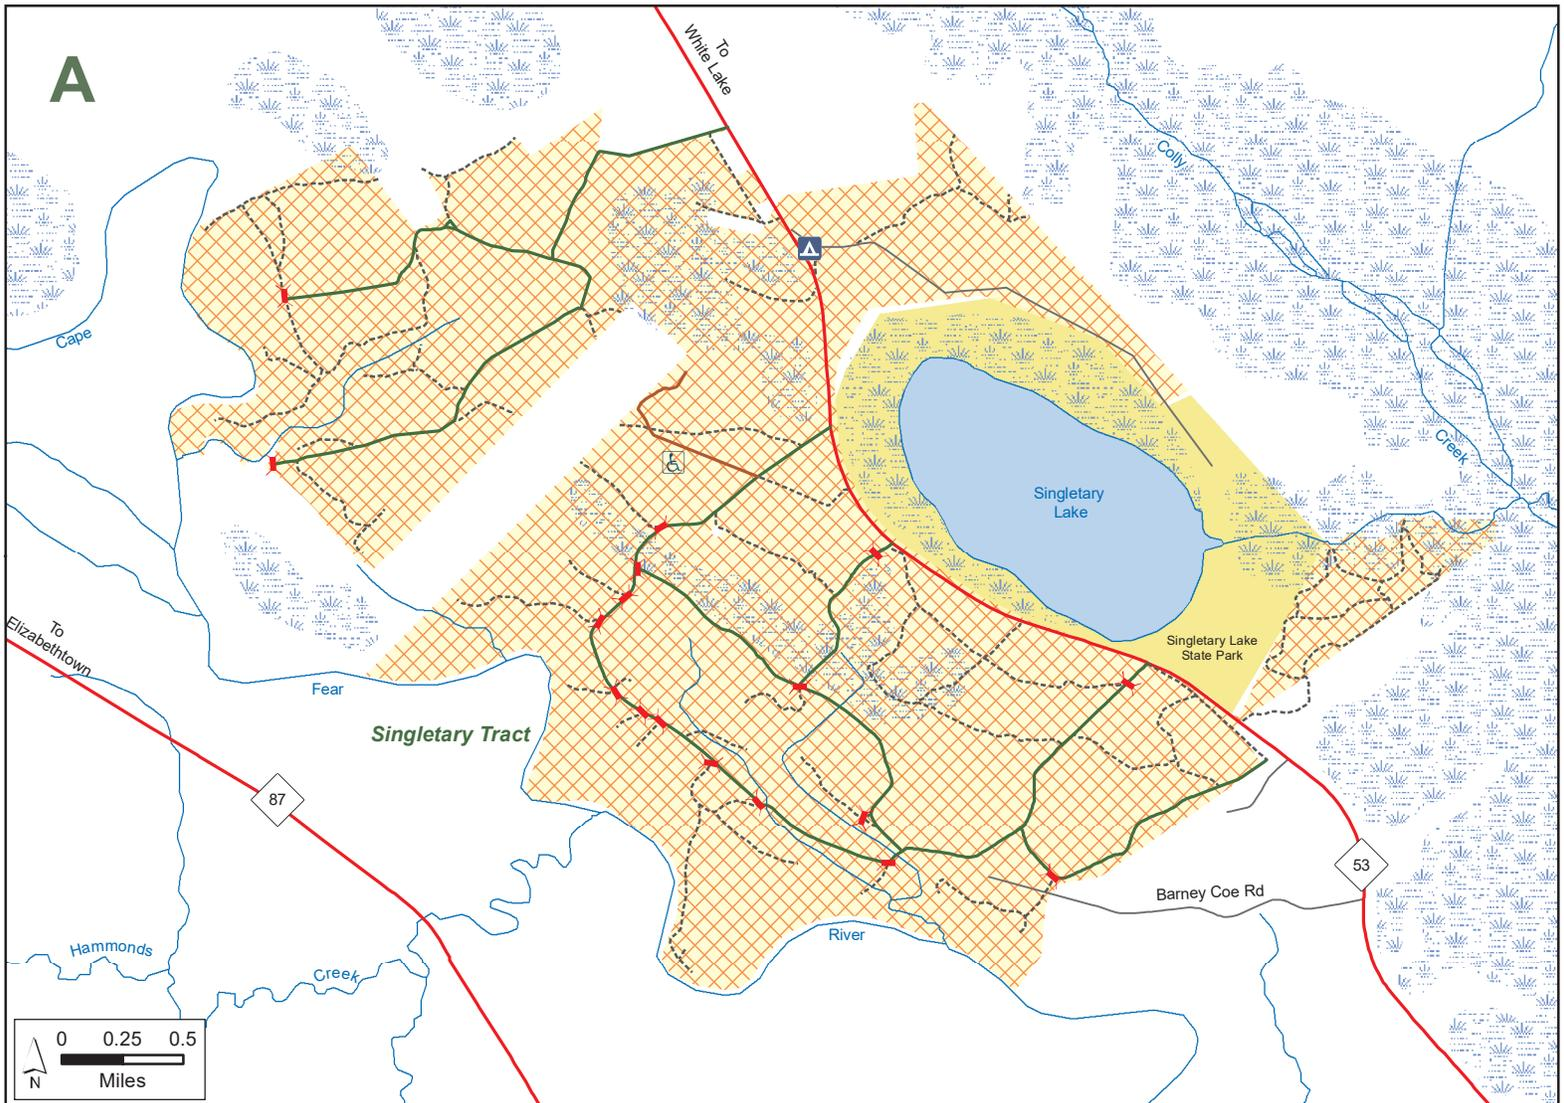 A
To
White Lake
Colly
Cape
Creek
Singletary
Lake
To
Elizabethtown
Singletary Lake
State Park
Fear
Singletary Tract
87
53
Barney Coe Rd
River
Hammonds
Creek
0 0.25 0.5
Miles
N